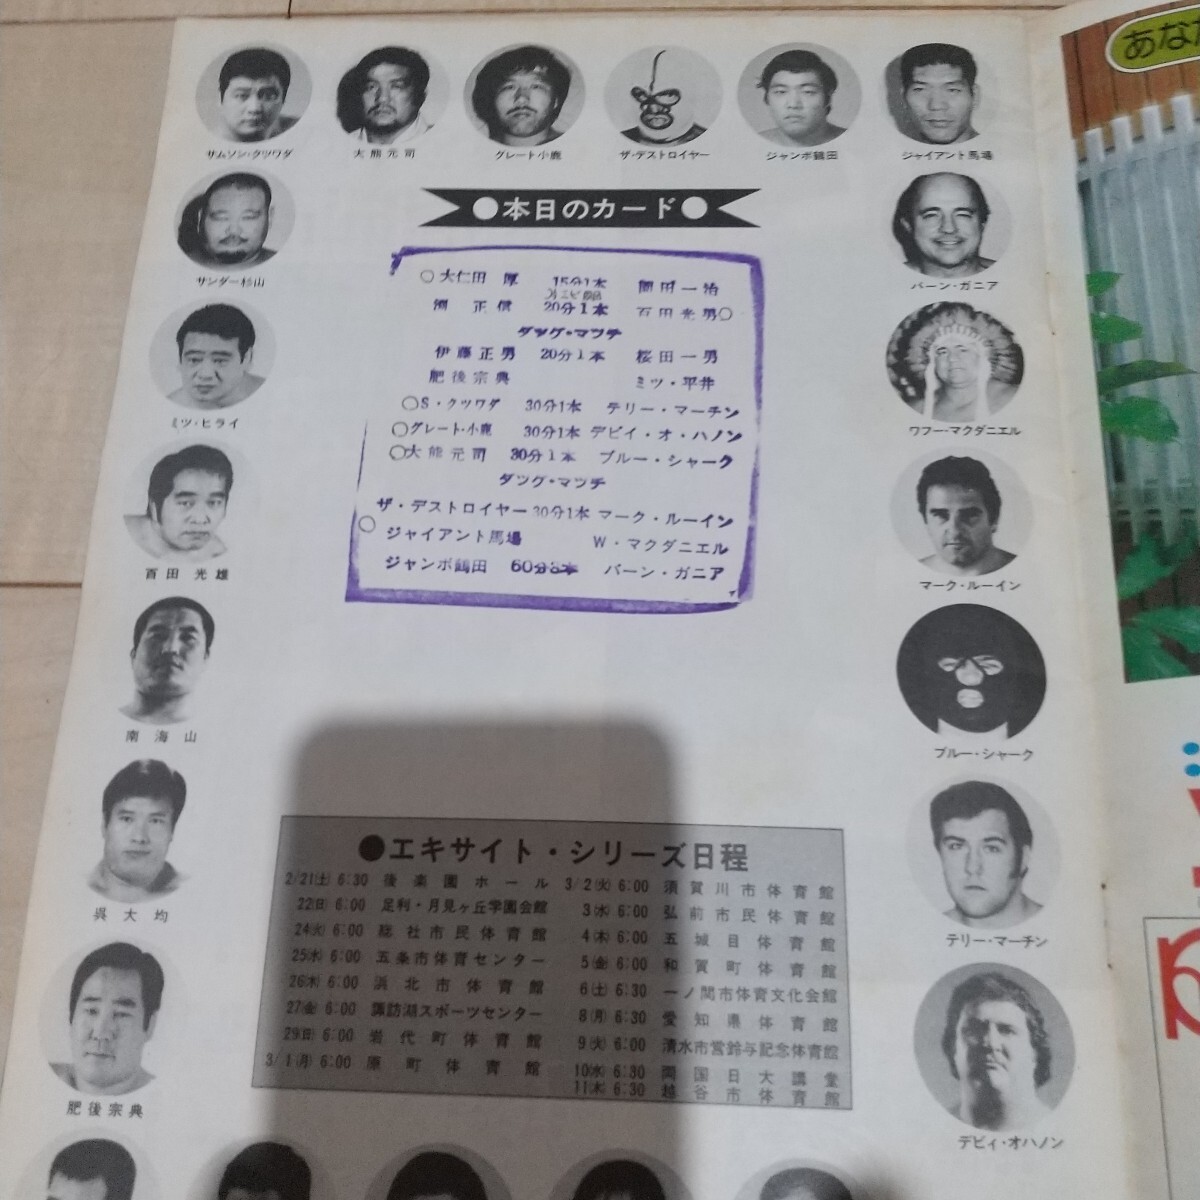 サムソン・クツワダ
大熊元司
グレート小鹿
ザ・デストロイヤー
ジャンボ鶴田
ジャイアント馬場
あな
●本日のカード●
サンダー杉山
バーン・ガニア
○大仁田 厚 15分1本 岡田一治
渕 正信 20分1本 百田光男○
タッグ・マッチ
伊藤正男 20分1本 桜田一男
肥後宗典 ミツ・平井
○S・クツワダ 30分1本 テリー・マーチン
○グレート・小鹿 30分1本 デビイ・オ・ハノン
○大熊元司 30分1本 ブルー・シャーク
タッグ・マッチ
ザ・デストロイヤー 30分1本 マーク・ルーイン
○ジャイアント馬場 W・マクダニエル
ジャンボ鶴田 60分3本 バーン・ガニア
ミツ・ヒライ
ワフー・マクダニエル
百田光雄
マーク・ルーイン
南海山
ブルー・シャーク
呉大均
テリー・マーチン
肥後宗典
デビィ・オハノン
●エキサイト・シリーズ日程
2/21(土) 6:30 後楽園ホール
22(日) 6:00 足利・月見ヶ丘学園会館
24(火) 6:00 総社市民体育館
25(水) 6:00 五条市体育センター
26(木) 6:00 浜北市体育館
27(金) 6:00 諏訪湖スポーツセンター
29(日) 6:00 岩代町体育館
3/1(月) 6:00 原町体育館
3/2(火) 6:00 須賀川市体育館
3(水) 6:00 弘前市民体育館
4(木) 6:00 五城目体育館
5(金) 6:00 和賀町体育館
6(土) 6:30 一ノ関市体育文化会館
8(月) 6:30 愛知県体育館
9(火) 6:00 清水市営鈴与記念体育館
10(水) 6:30 両国日大講堂
11(木) 6:30 越谷市体育館